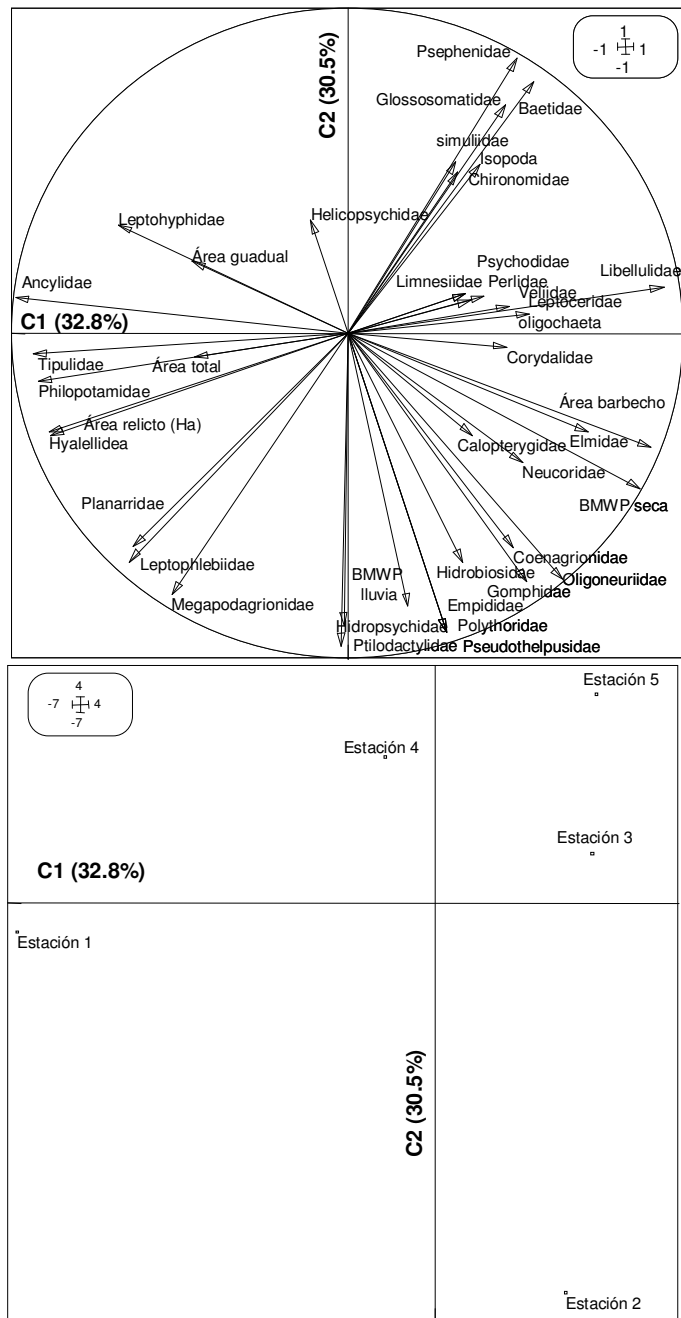 Psephenidae
1
-1 1
-1
C2 (30.5%)
Glossosomatidae
Baetidae
simuliidae
Isopoda
Chironomidae
Leptohyphidae
Helicopsychidae
Área guadual
Psychodidae
Limnesiidae Perlidae
Libellulidae
Ancylidae
Veliidae
Leptoceridae
C1 (32.8%)
oligochaeta
Tipulidae
Área total
Corydalidae
Philopotamidae
Área barbecho
Área relicto (Ha)
Hyalellidea
Calopterygidae
Elmidae
Neucoridae
Planarridae
BMWP seca
Leptophlebiidae
Coenagrionidae
BMWP
lluvia
Hidrobiosidae
Oligoneuriidae
Gomphidae
Megapodagrionidae
Empididae
Hidropsychidae
Polythoridae
Ptilodactylidae
Pseudothelpusidae
4
-7 4
-7
Estación 5
Estación 4
Estación 3
C1 (32.8%)
Estación 1
C2 (30.5%)
Estación 2